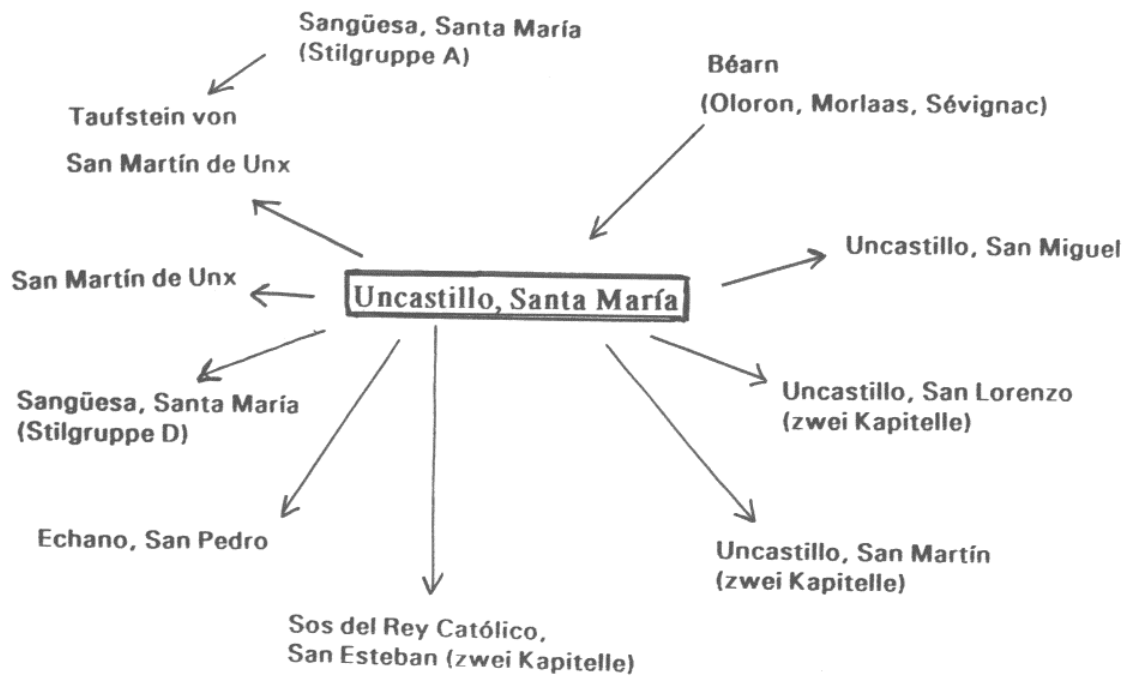 Sangüesa, Santa María
(Stilgruppe A)
Béarn
(Oloron, Morlaas, Sévignac)
Taufstein von
San Martín de Unx
Uncastillo, San Miguel
San Martín de Unx
Uncastillo, Santa María
Sangüesa, Santa María
(Stilgruppe D)
Uncastillo, San Lorenzo
(zwei Kapitelle)
Echano, San Pedro
Uncastillo, San Martín
(zwei Kapitelle)
Sos del Rey Católico,
San Esteban (zwei Kapitelle)